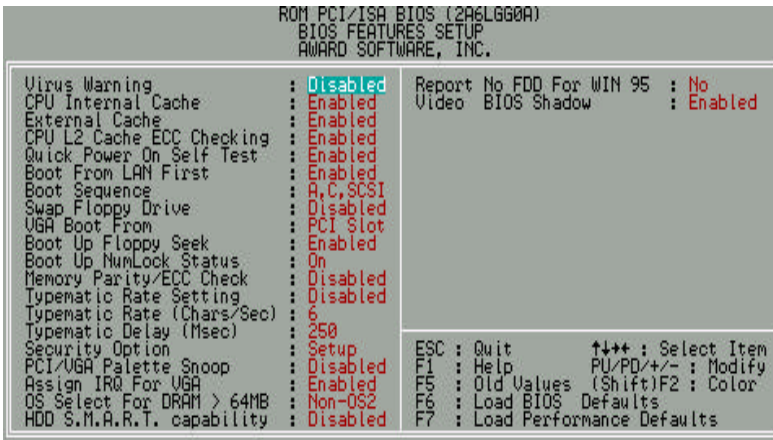 ROM PCI/ISA BIOS (2A6LGG0A)
BIOS FEATURES SETUP
AWARD SOFTWARE, INC.
Virus Warning : Disabled
CPU Internal Cache : Enabled
External Cache : Enabled
CPU L2 Cache ECC Checking : Enabled
Quick Power On Self Test : Enabled
Boot From LAN First : Enabled
Boot Sequence : A,C,SCSI
Swap Floppy Drive : Disabled
VGA Boot From : PCI Slot
Boot Up Floppy Seek : Enabled
Boot Up NumLock Status : On
Memory Parity/ECC Check : Disabled
Typematic Rate Setting : Disabled
Typematic Rate (Chars/Sec) : 6
Typematic Delay (Msec) : 250
Security Option : Setup
PCI/VGA Palette Snoop : Disabled
Assign IRQ For VGA : Enabled
OS Select For DRAM > 64MB : Non-OS2
HDD S.M.A.R.T. capability : Disabled
Report No FDD For WIN 95 : No
Video BIOS Shadow : Enabled
ESC : Quit ↑↓→← : Select Item
F1 : Help PU/PD/+/- : Modify
F5 : Old Values (Shift)F2 : Color
F6 : Load BIOS Defaults
F7 : Load Performance Defaults